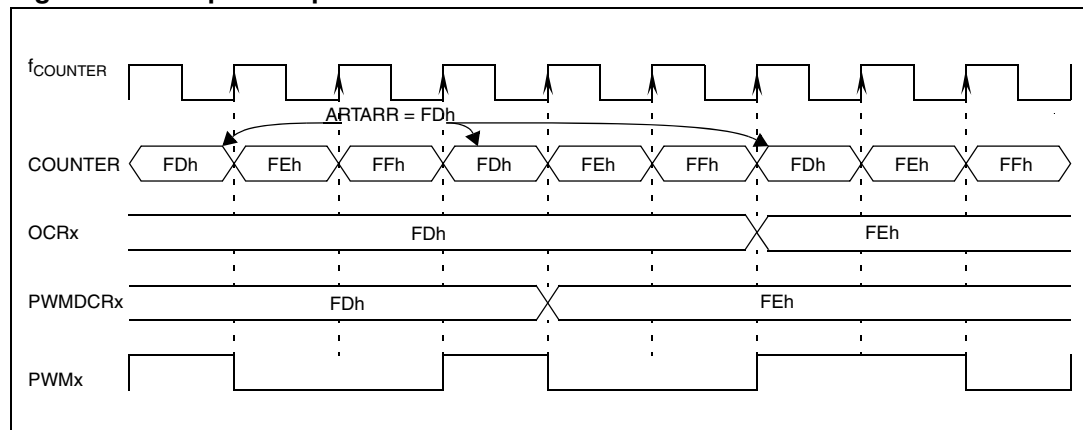 fCOUNTER
ARTARR = FDh
COUNTER FDh FEh FFh FDh FEh FFh FDh FEh FFh
OCRx FDh FEh
PWMDCRx FDh FEh
PWMx